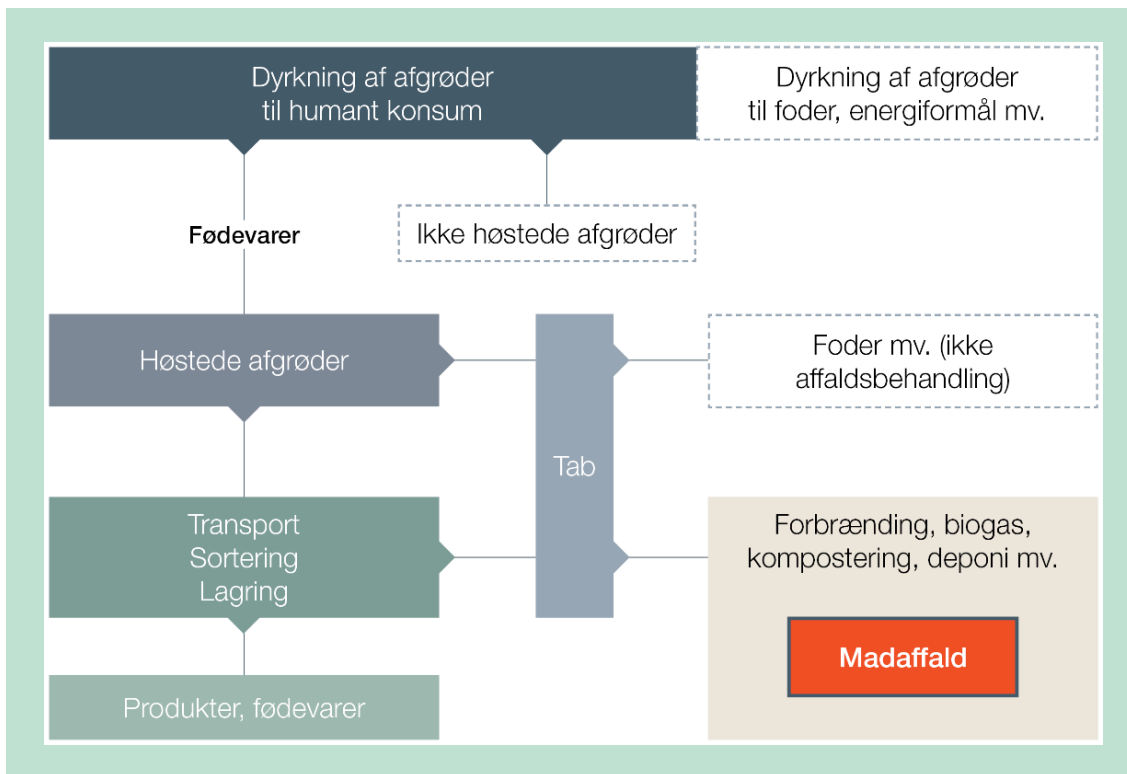 Dyrkning af afgrøder
til humant konsum
Dyrkning af afgrøder
til foder, energiformål mv.
Fødevarer
Ikke høstede afgrøder
Høstede afgrøder
Foder mv. (ikke
affaldsbehandling)
Tab
Transport
Sortering
Lagring
Forbrænding, biogas,
kompostering, deponi mv.
Madaffald
Produkter, fødevarer